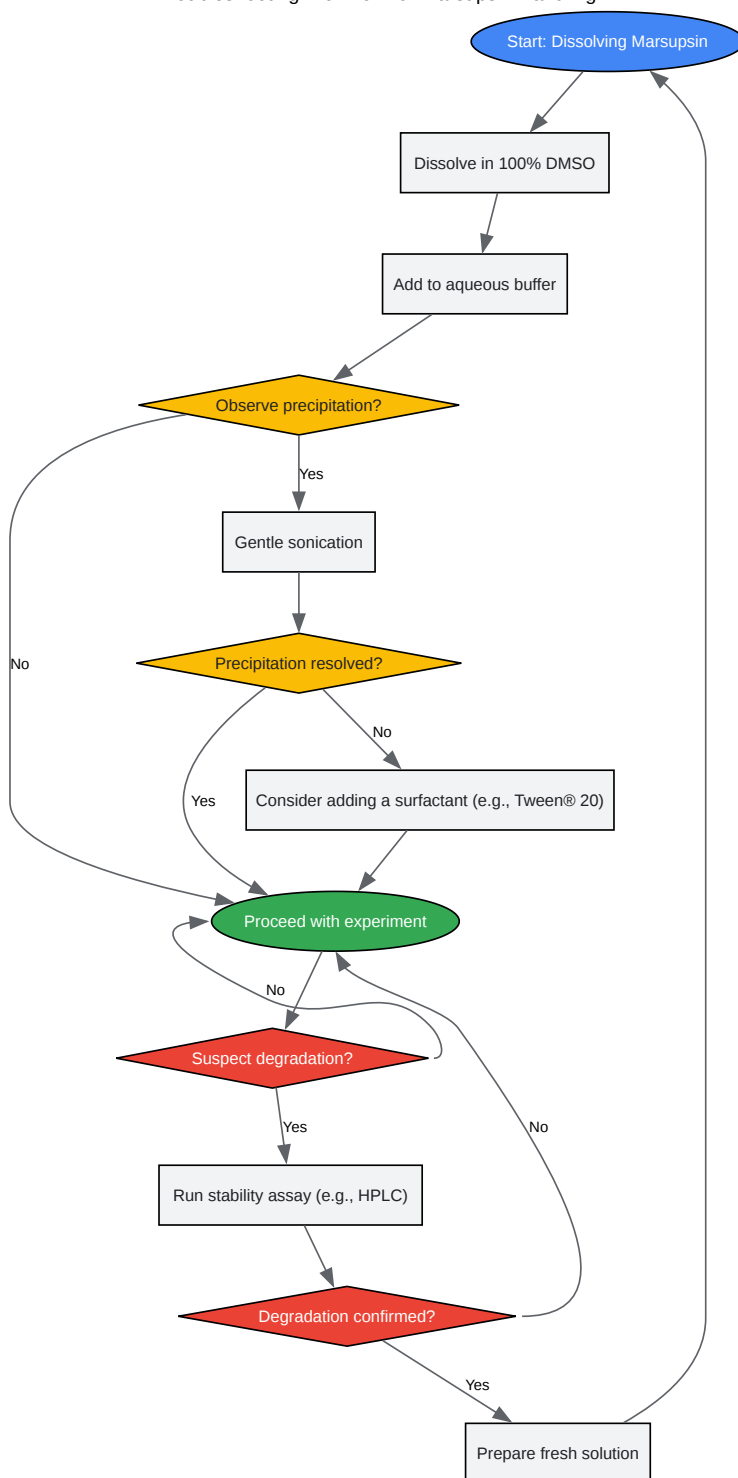 Start: Dissolving Marsupsin
Dissolve in 100% DMSO
Add to aqueous buffer
Observe precipitation?
Yes
Gentle sonication
No
Precipitation resolved?
No
Yes
Consider adding a surfactant (e.g., Tween® 20)
Proceed with experiment
No
Suspect degradation?
Yes
No
Run stability assay (e.g., HPLC)
Degradation confirmed?
Yes
Prepare fresh solution